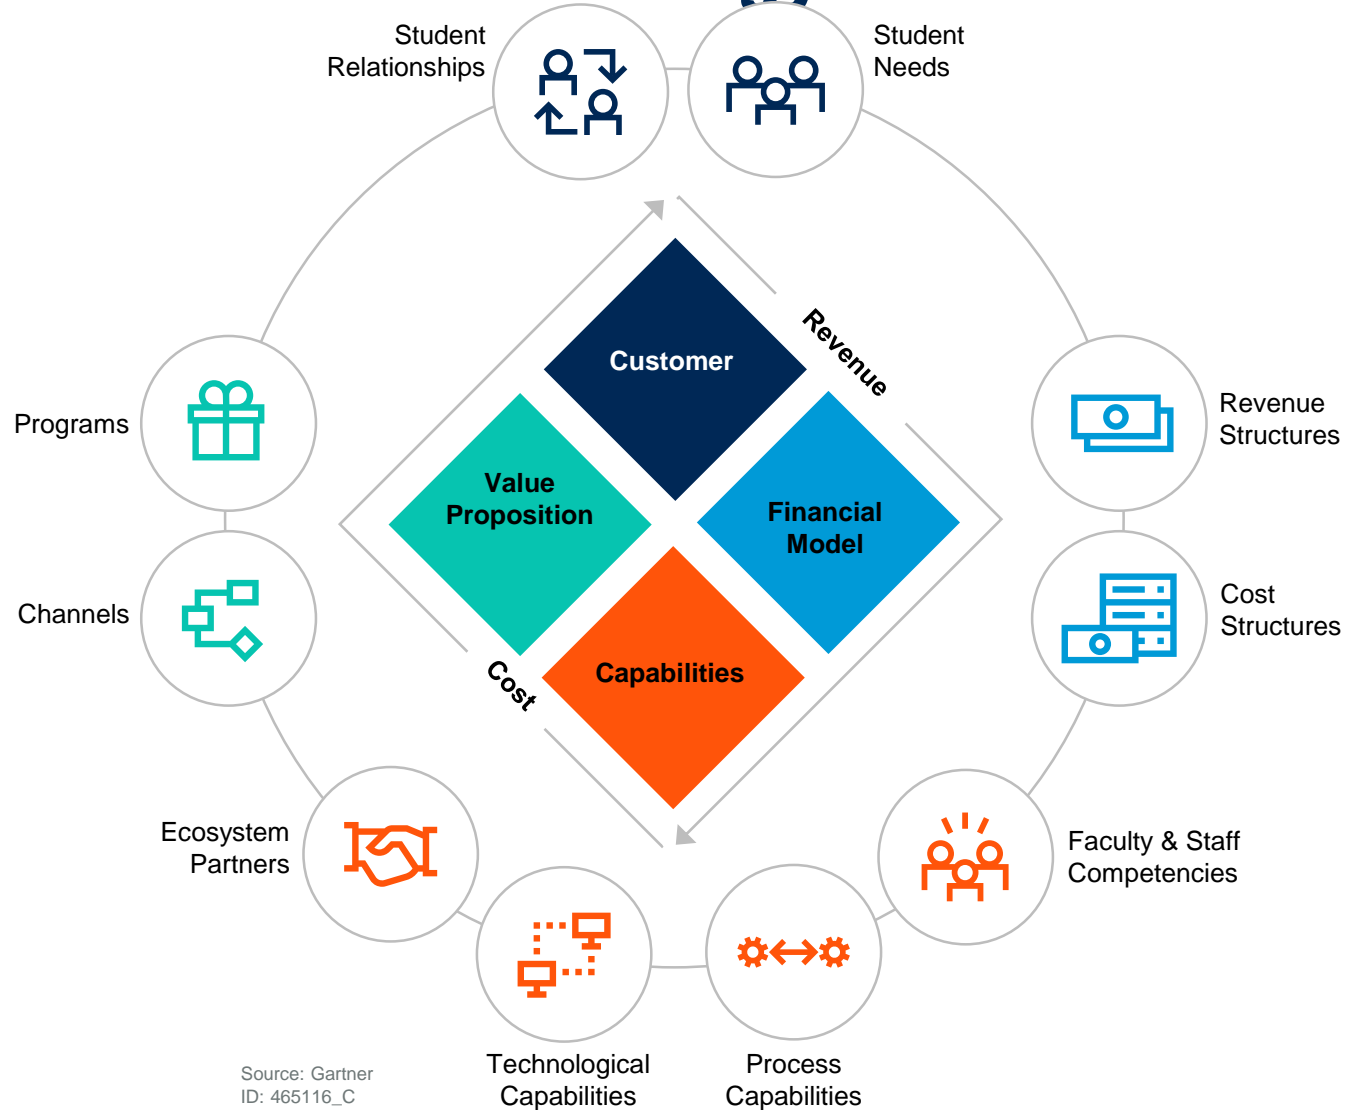 Student
Relationships
Student
Needs
Revenue
Customer
Programs
Revenue
Structures
Value
Proposition
Financial
Model
Channels
Cost
Structures
Cost
Capabilities
Ecosystem
Partners
Faculty & Staff
Competencies
Technological
Capabilities
Process
Capabilities
Source: Gartner
ID: 465116_C